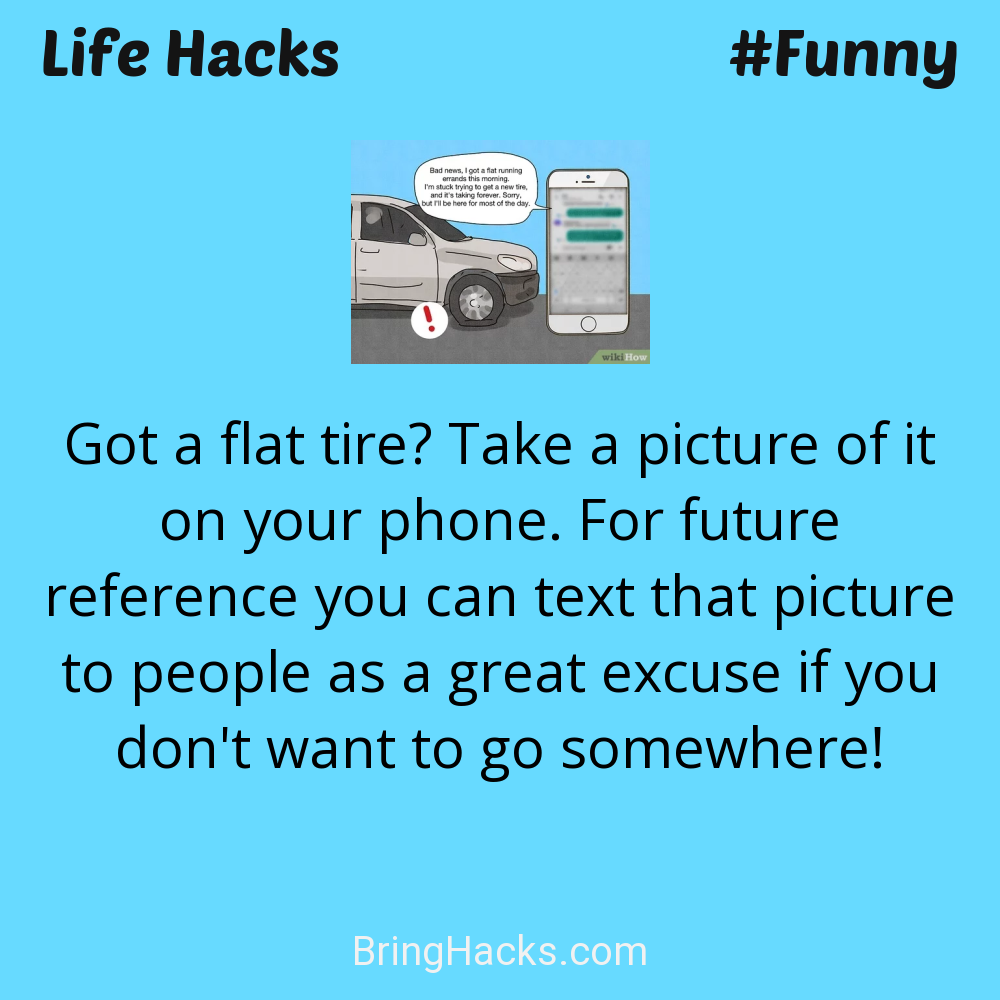 Life Hacks
#Funny
Bad news, I got a flat running
errands this morning.
I'm stuck trying to get a new tire,
and it's taking forever. Sorry,
but I'll be here for most of the day.
wikiHow
Got a flat tire? Take a picture of it
on your phone. For future
reference you can text that picture
to people as a great excuse if you
don't want to go somewhere!
BringHacks.com